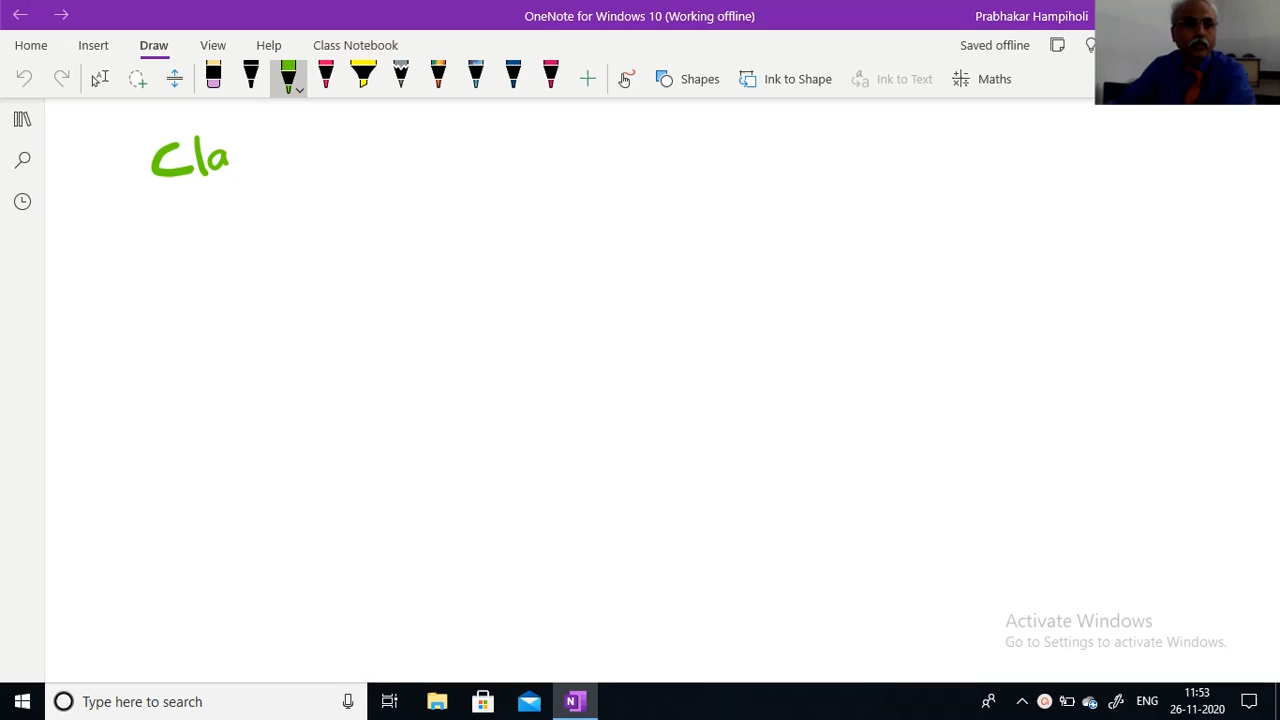 OneNote for Windows 10 (Working offline)
Prabhakar Hampiholi
Home Insert Draw View Help Class Notebook
Saved offline
Shapes Ink to Shape Ink to Text Maths
Cla
Activate Windows
Go to Settings to activate Windows.
Type here to search
ENG
11:53
26-11-2020